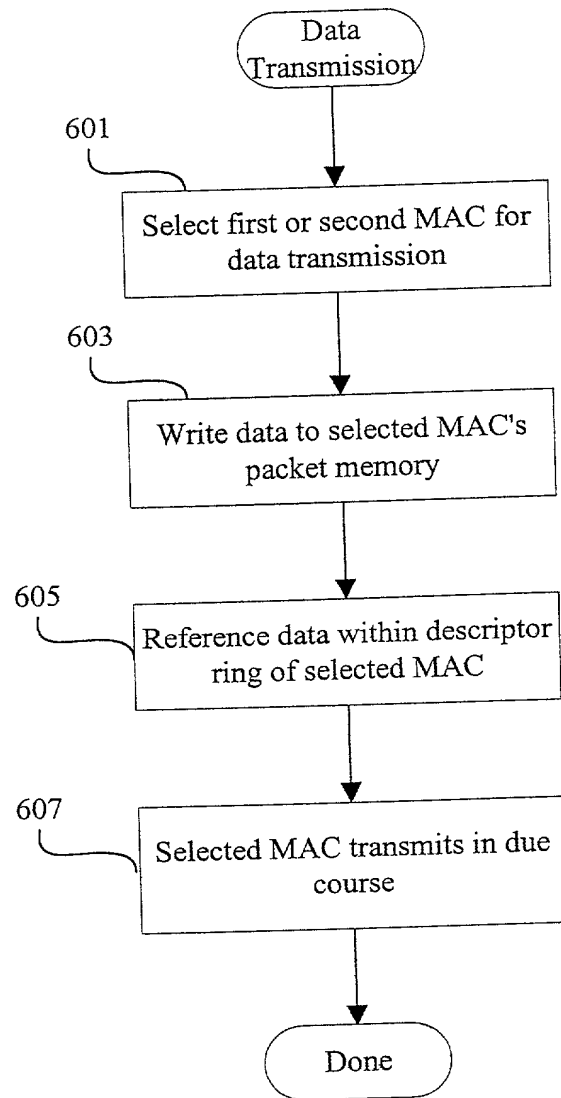 Data
Transmission
601
Select first or second MAC for
data transmission
603
Write data to selected MAC's
packet memory
605
Reference data within descriptor
ring of selected MAC
607
Selected MAC transmits in due
course
Done